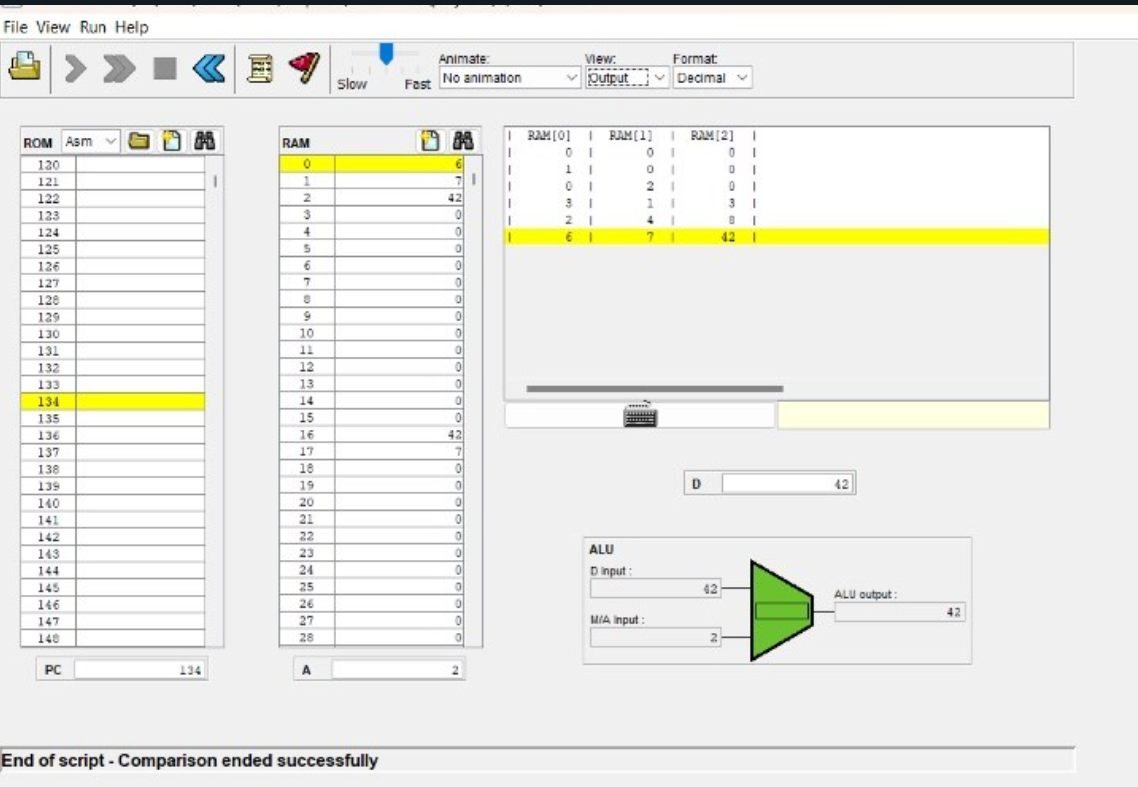 File View Run Help
Animate:
View:
Format:
Slow
Fast
No animation
Output
Decimal
ROM
Asm
120
121
122
123
124
125
126
127
128
129
130
131
132
133
134
135
136
137
138
139
140
141
142
143
144
145
146
147
148
PC
134
RAM
0 6
1 7
2 42
3 0
4 0
5 0
6 0
7 0
8 0
9 0
10 0
11 0
12 0
13 0
14 0
15 0
16 42
17 7
18 0
19 0
20 0
21 0
22 0
23 0
24 0
25 0
26 0
27 0
28 0
A
2
| RAM[0] | RAM[1] | RAM[2] |
| 0 | 0 | 0 |
| 1 | 0 | 0 |
| 0 | 2 | 0 |
| 3 | 1 | 3 |
| 2 | 4 | 8 |
| 6 | 7 | 42 |
D
42
ALU
D Input :
42
M/A Input :
2
ALU output :
42
End of script - Comparison ended successfully